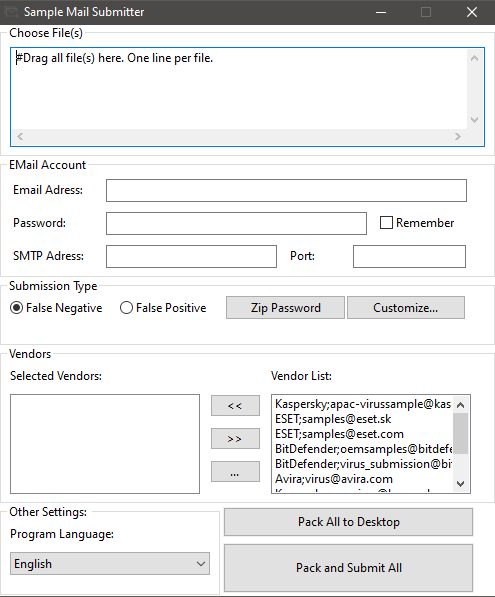 Sample Mail Submitter
Choose File(s)
#Drag all file(s) here. One line per file.
EMail Account
Email Adress:
Password:
Remember
SMTP Adress:
Port:
Submission Type
False Negative
False Positive
Zip Password
Customize...
Vendors
Selected Vendors:
Vendor List:
<<
>>
...
Kaspersky;apac-virussample@kas
ESET;samples@eset.sk
ESET;samples@eset.com
BitDefender;oemsamples@bitdefe
BitDefender;virus_submission@bit
Avira;virus@avira.com
Other Settings:
Program Language:
English
Pack All to Desktop
Pack and Submit All